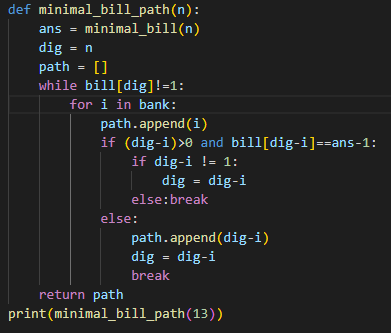 def minimal_bill_path(n):
    ans = minimal_bill(n)
    dig = n
    path = []
    while bill[dig]!=1:
        for i in bank:
            path.append(i)
            if (dig-i)>0 and bill[dig-i]==ans-1:
                if dig-i != 1:
                    dig = dig-i
                else:break
            else:
                path.append(dig-i)
                dig = dig-i
                break
    return path
print(minimal_bill_path(13))